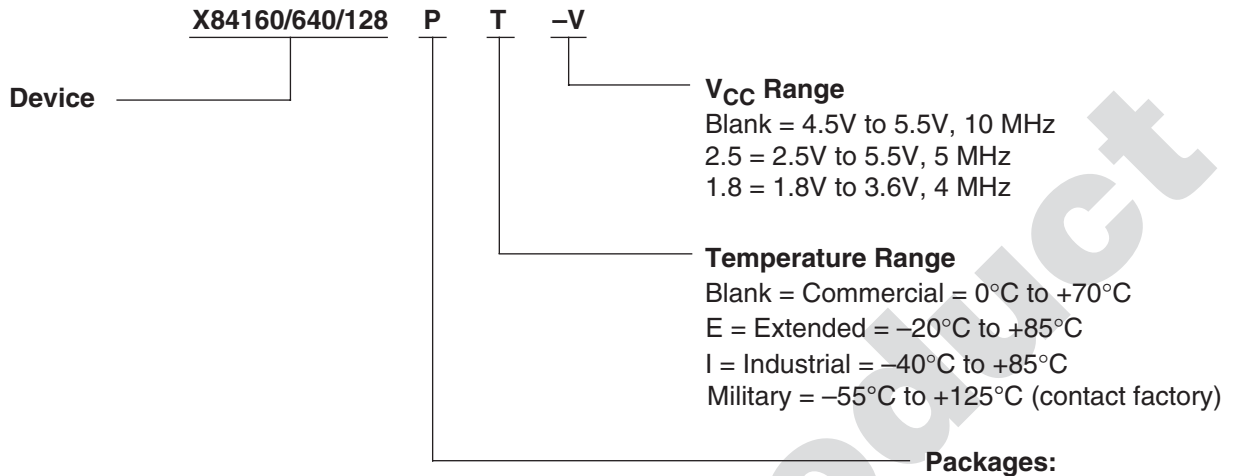 X84160/640/128 P T –V
Device
VCC Range
Blank = 4.5V to 5.5V, 10 MHz
2.5 = 2.5V to 5.5V, 5 MHz
1.8 = 1.8V to 3.6V, 4 MHz
Temperature Range
Blank = Commercial = 0°C to +70°C
E = Extended = –20°C to +85°C
I = Industrial = –40°C to +85°C
Military = –55°C to +125°C (contact factory)
Packages: